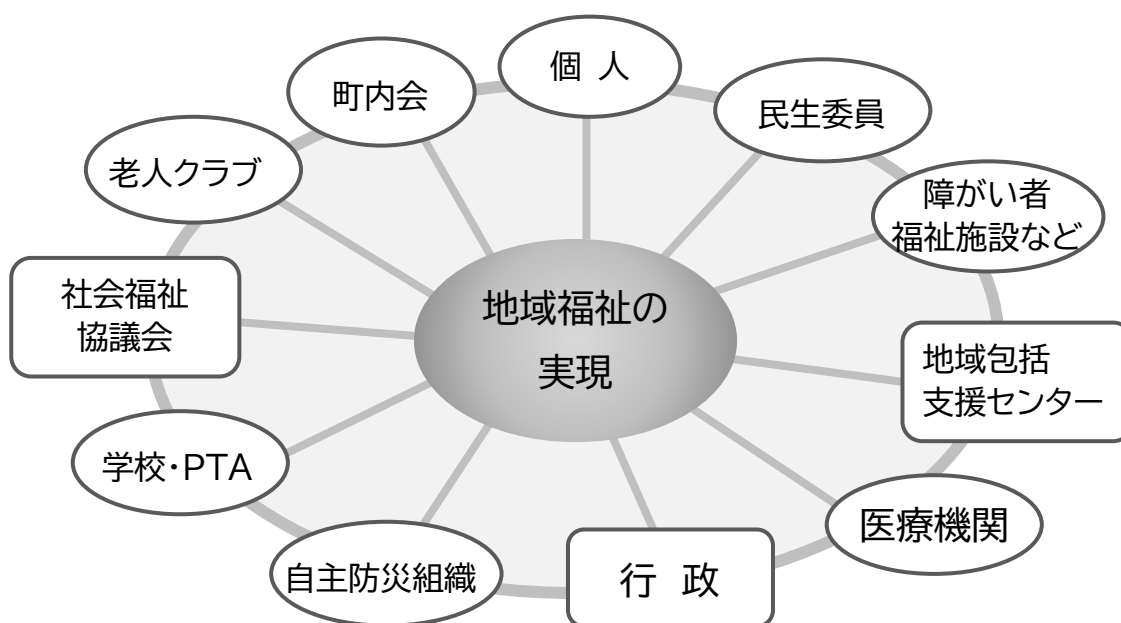 個 人
町内会
民生委員
老人クラブ
障がい者
福祉施設など
社会福祉
協議会
地域福祉の
実現
地域包括
支援センター
学校・PTA
医療機関
自主防災組織
行 政